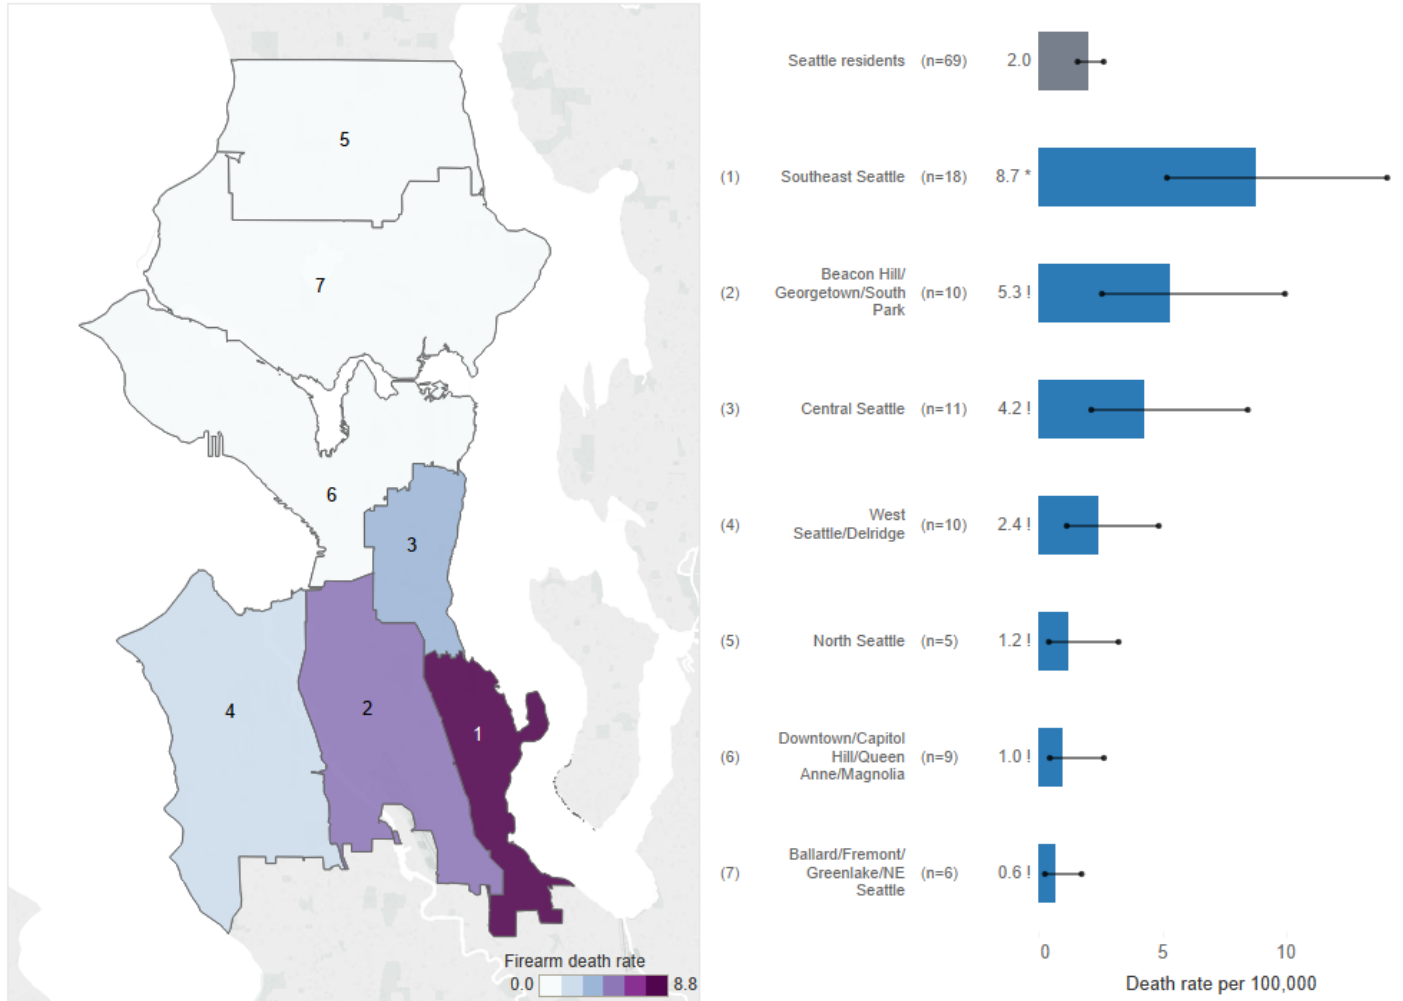 5
7
6
3
4
2
1
Firearm death rate
0.0 8.8
Seattle residents (n=69) 2.0
(1) Southeast Seattle (n=18) 8.7 *
Beacon Hill/
(2) Georgetown/South (n=10) 5.3 !
Park
(3) Central Seattle (n=11) 4.2 !
West
(4) Seattle/Delridge (n=10) 2.4 !
(5) North Seattle (n=5) 1.2 !
Downtown/Capitol
(6) Hill/Queen (n=9) 1.0 !
Anne/Magnolia
Ballard/Fremont/
(7) Greenlake/NE (n=6) 0.6 !
Seattle
0 5 10
Death rate per 100,000